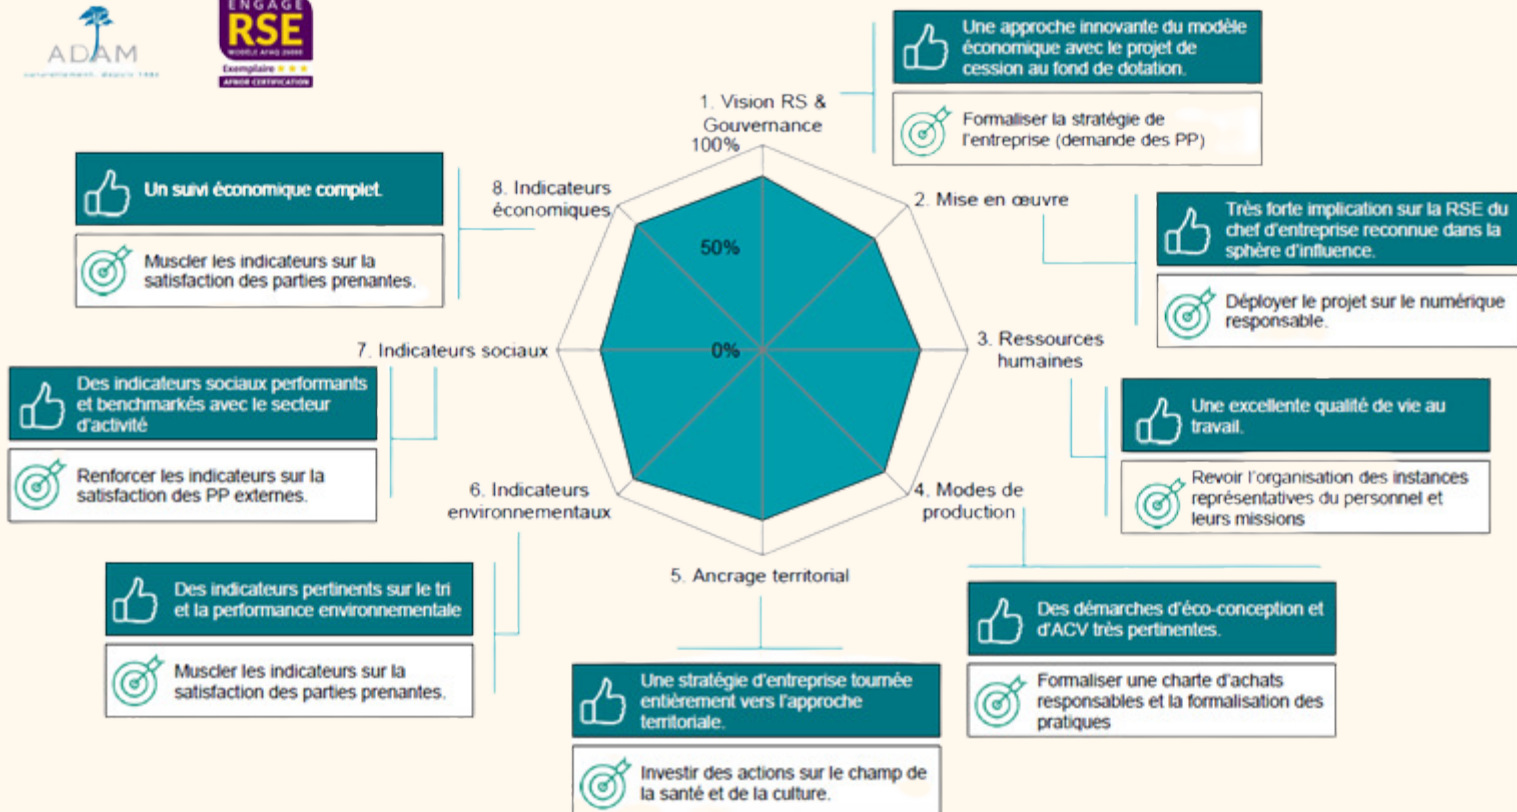 ADAM
naturellement, depuis 1882
ENGAGÉ
RSE
MODÈLE AFAQ 26000
Exemplaire
AFNOR CERTIFICATION
Une approche innovante du modèle
économique avec le projet de
cession au fond de dotation.
Formaliser la stratégie de
l'entreprise (demande des PP)
1. Vision RS &
Gouvernance
100%
50%
0%
2. Mise en œuvre
Très forte implication sur la RSE du
chef d'entreprise reconnue dans la
sphère d'influence.
Déployer le projet sur le numérique
responsable.
3. Ressources
humaines
Une excellente qualité de vie au
travail.
Revoir l'organisation des instances
représentatives du personnel et
leurs missions
4. Modes de
production
Des démarches d'éco-conception et
d'ACV très pertinentes.
Formaliser une charte d'achats
responsables et la formalisation des
pratiques
5. Ancrage territorial
Une stratégie d'entreprise tournée
entièrement vers l'approche
territoriale.
Investir des actions sur le champ de
la santé et de la culture.
6. Indicateurs
environnementaux
Des indicateurs pertinents sur le tri
et la performance environnementale
Muscler les indicateurs sur la
satisfaction des parties prenantes.
7. Indicateurs sociaux
Des indicateurs sociaux performants
et benchmarkés avec le secteur
d'activité
Renforcer les indicateurs sur la
satisfaction des PP externes.
8. Indicateurs
économiques
Un suivi économique complet.
Muscler les indicateurs sur la
satisfaction des parties prenantes.